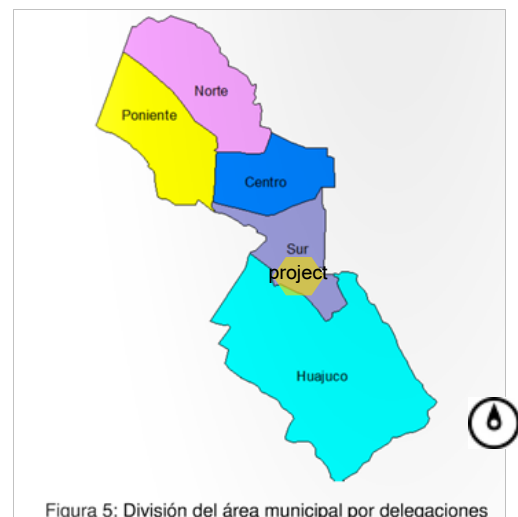 Norte
Poniente
Centro
Sur
project
Huajuco
Figura 5: División del área municipal por delegaciones